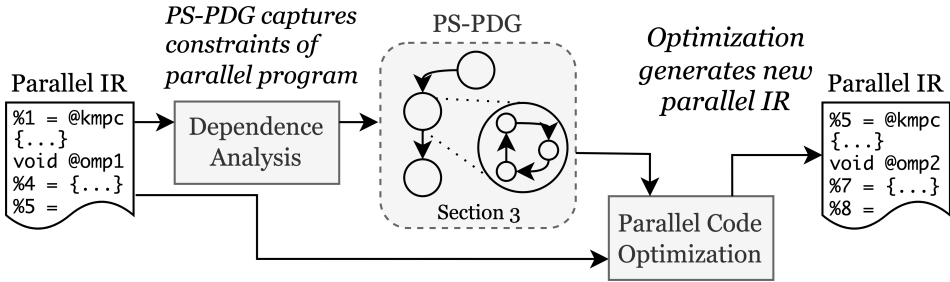 PS-PDG captures
constraints of
parallel program
PS-PDG
Optimization
generates new
parallel IR
Parallel IR
%1 = @kmpc
{...}
void @omp1
%4 = {...}
%5 =
Dependence
Analysis
Section 3
Parallel Code
Optimization
Parallel IR
%5 = @kmpc
{...}
void @omp2
%7 = {...}
%8 =